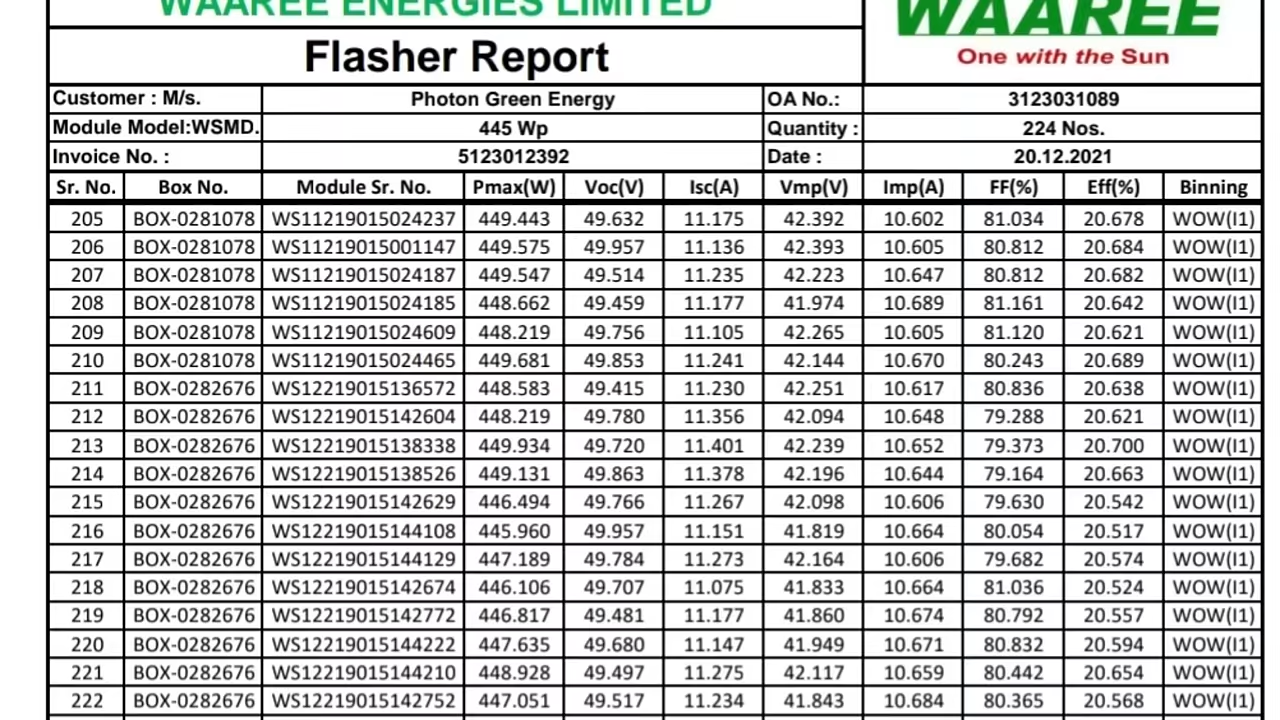 WAAREE ENERGIES LIMITED
WAAREE
One with the Sun
Flasher Report
Customer : M/s. Photon Green Energy OA No.: 3123031089
Module Model:WSMD. 445 Wp Quantity : 224 Nos.
Invoice No. : 5123012392 Date : 20.12.2021
Sr. No. Box No. Module Sr. No. Pmax(W) Voc(V) Isc(A) Vmp(V) Imp(A) FF(%) Eff(%) Binning
205 BOX-0281078 WS11219015024237 449.443 49.632 11.175 42.392 10.602 81.034 20.678 WOW(I1)
206 BOX-0281078 WS11219015001147 449.575 49.957 11.136 42.393 10.605 80.812 20.684 WOW(I1)
207 BOX-0281078 WS11219015024187 449.547 49.514 11.235 42.223 10.647 80.812 20.682 WOW(I1)
208 BOX-0281078 WS11219015024185 448.662 49.459 11.177 41.974 10.689 81.161 20.642 WOW(I1)
209 BOX-0281078 WS11219015024609 448.219 49.756 11.105 42.265 10.605 81.120 20.621 WOW(I1)
210 BOX-0281078 WS11219015024465 449.681 49.853 11.241 42.144 10.670 80.243 20.689 WOW(I1)
211 BOX-0282676 WS12219015136572 448.583 49.415 11.230 42.251 10.617 80.836 20.638 WOW(I1)
212 BOX-0282676 WS12219015142604 448.219 49.780 11.356 42.094 10.648 79.288 20.621 WOW(I1)
213 BOX-0282676 WS12219015138338 449.934 49.720 11.401 42.239 10.652 79.373 20.700 WOW(I1)
214 BOX-0282676 WS12219015138526 449.131 49.863 11.378 42.196 10.644 79.164 20.663 WOW(I1)
215 BOX-0282676 WS12219015142629 446.494 49.766 11.267 42.098 10.606 79.630 20.542 WOW(I1)
216 BOX-0282676 WS12219015144108 445.960 49.957 11.151 41.819 10.664 80.054 20.517 WOW(I1)
217 BOX-0282676 WS12219015144129 447.189 49.784 11.273 42.164 10.606 79.682 20.574 WOW(I1)
218 BOX-0282676 WS12219015142674 446.106 49.707 11.075 41.833 10.664 81.036 20.524 WOW(I1)
219 BOX-0282676 WS12219015142772 446.817 49.481 11.177 41.860 10.674 80.792 20.557 WOW(I1)
220 BOX-0282676 WS12219015144222 447.635 49.680 11.147 41.949 10.671 80.832 20.594 WOW(I1)
221 BOX-0282676 WS12219015144210 448.928 49.497 11.275 42.117 10.659 80.442 20.654 WOW(I1)
222 BOX-0282676 WS12219015142752 447.051 49.517 11.234 41.843 10.684 80.365 20.568 WOW(I1)